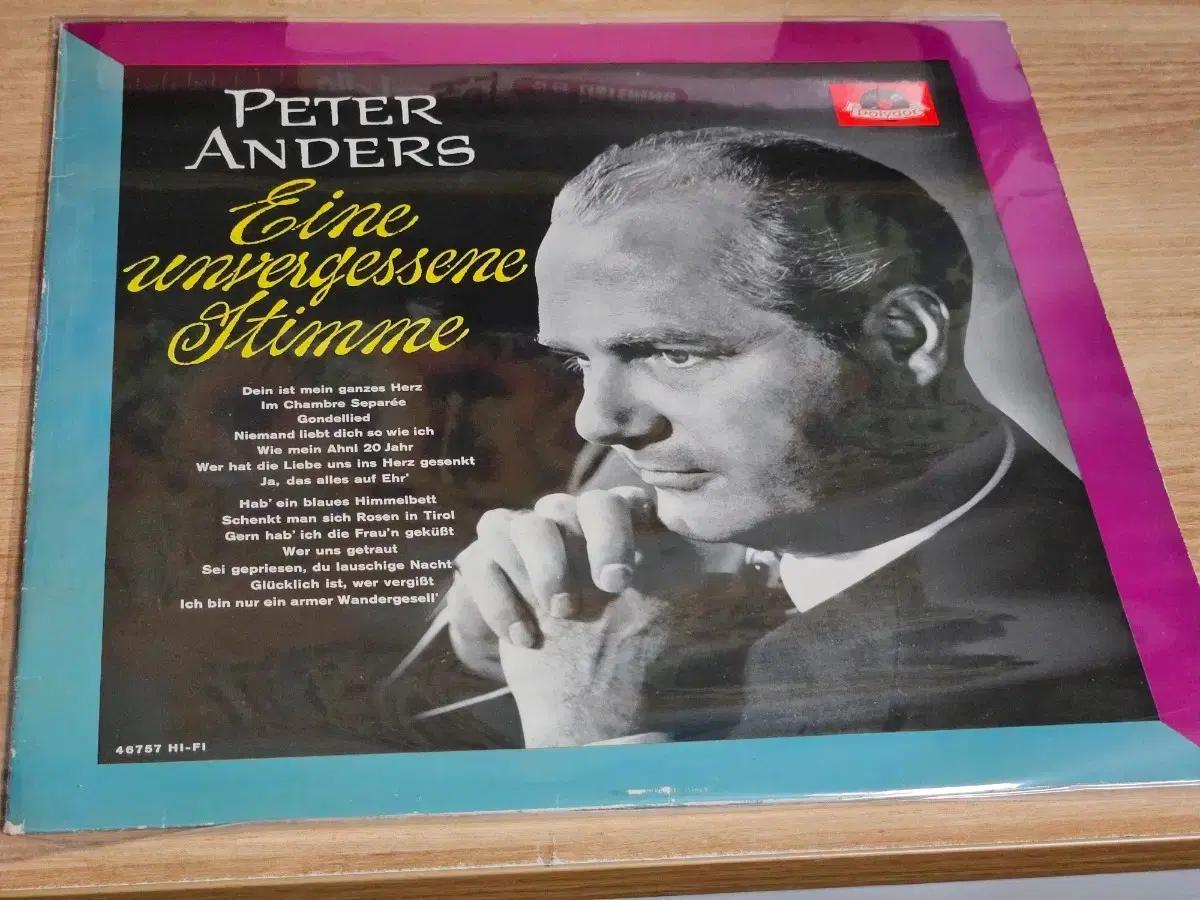 PETER
ANDERS
Eine
unvergessene
Stimme
Polydor
Dein ist mein ganzes Herz
Im Chambre Separée
Gondellied
Niemand liebt dich so wie ich
Wie mein Ahnl 20 Jahr
Wer hat die Liebe uns ins Herz gesenkt
Ja, das alles auf Ehr'
Hab' ein blaues Himmelbett
Schenkt man sich Rosen in Tirol
Gern hab' ich die Frau'n geküßt
Wer uns getraut
Sei gepriesen, du lauschige Nacht
Glücklich ist, wer vergißt
Ich bin nur ein armer Wandergesell'
46757 HI-FI